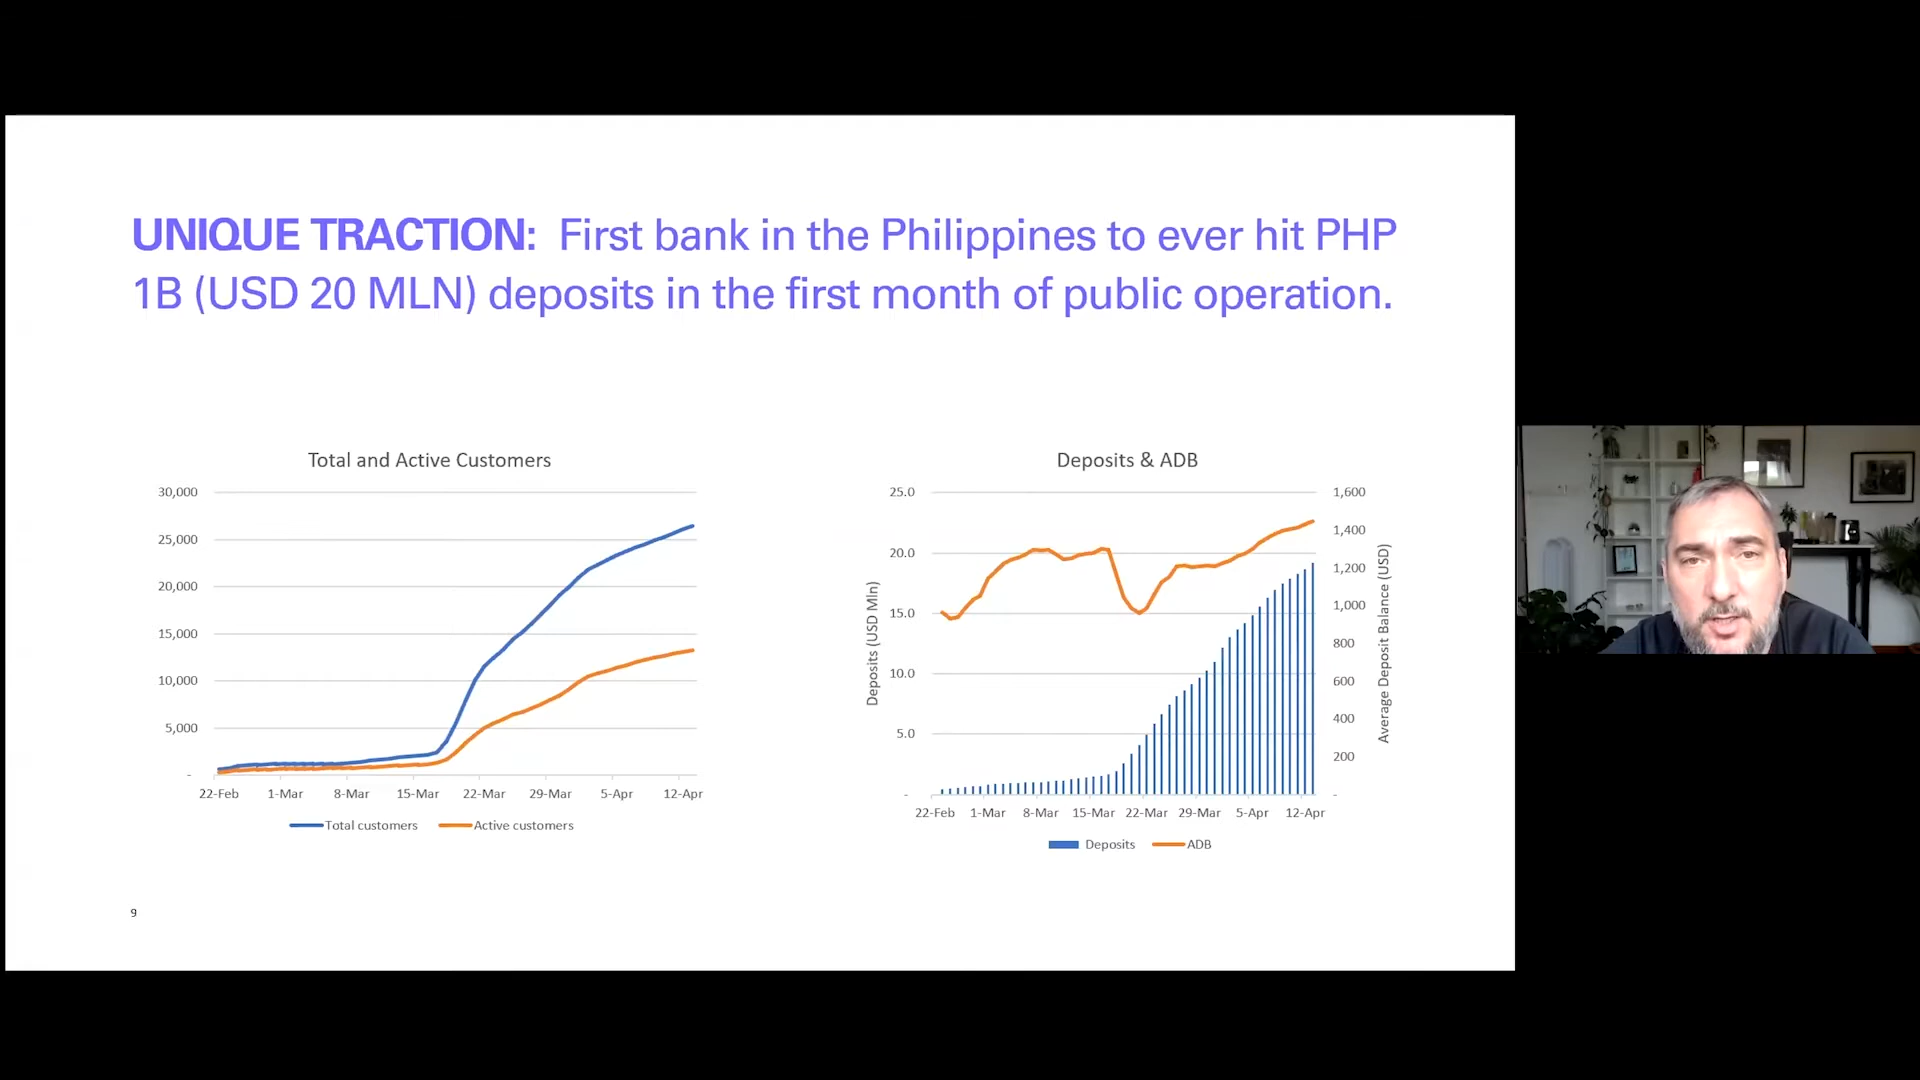 UNIQUE TRACTION: First bank in the Philippines to ever hit PHP
1B (USD 20 MLN) deposits in the first month of public operation.
Total and Active Customers
30,000
25,000
20,000
15,000
10,000
5,000
-
22-Feb 1-Mar 8-Mar 15-Mar 22-Mar 29-Mar 5-Apr 12-Apr
Total customers Active customers
Deposits & ADB
Deposits (USD Mln)
25.0
20.0
15.0
10.0
5.0
-
1,600
1,400
1,200
1,000
800
600
400
200
-
Average Deposit Balance (USD)
22-Feb 1-Mar 8-Mar 15-Mar 22-Mar 29-Mar 5-Apr 12-Apr
Deposits ADB
9